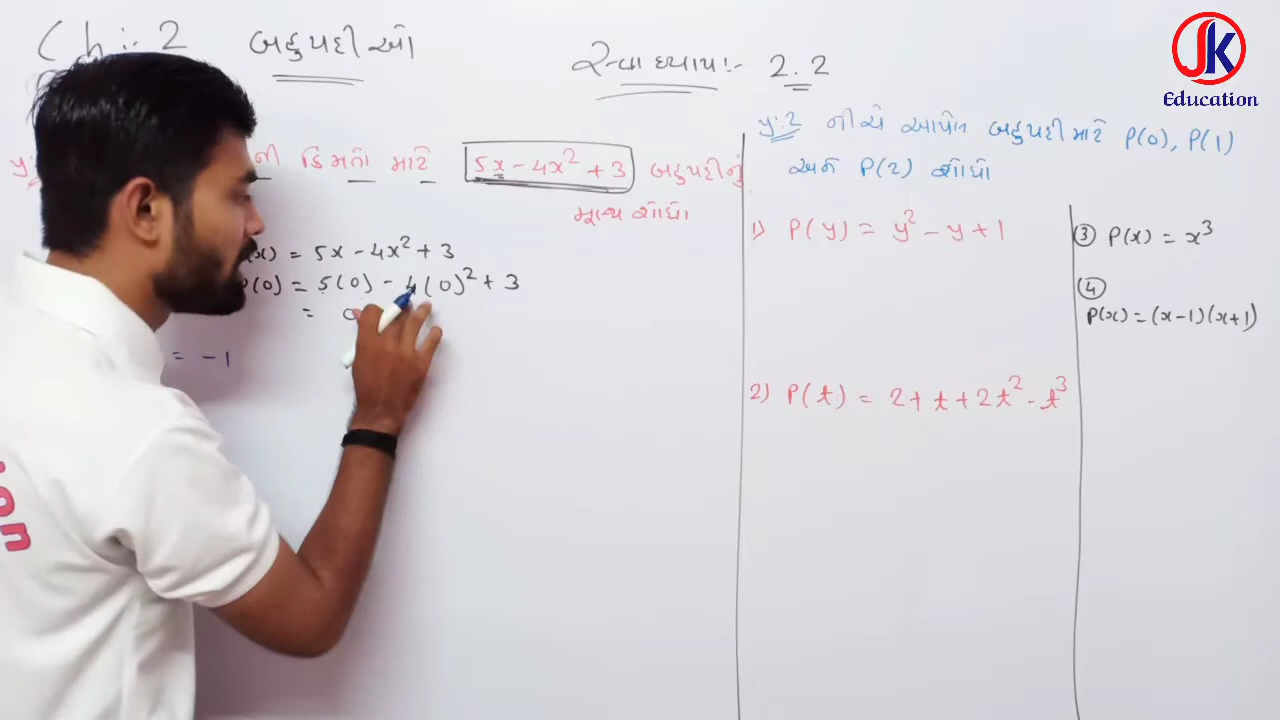 Ch :- 2 બહુપદીઓ
સ્વાધ્યાય :- 2.2
ની કિંમતો માટે 5x - 4x² + 3 બહુપદીનું
મૂલ્ય શોધો
(x) = 5x - 4x² + 3
P(0) = 5(0) - 4(0)² + 3
= 0
= -1
પ્ર:2 નીચે આપેલ બહુપદી માટે P(0), P(1)
અને P(2) શોધો
1) P(y) = y² - y + 1
2) P(t) = 2 + t + 2t² - t³
③ P(x) = x³
④
P(x) = (x-1)(x+1)
JK
Education